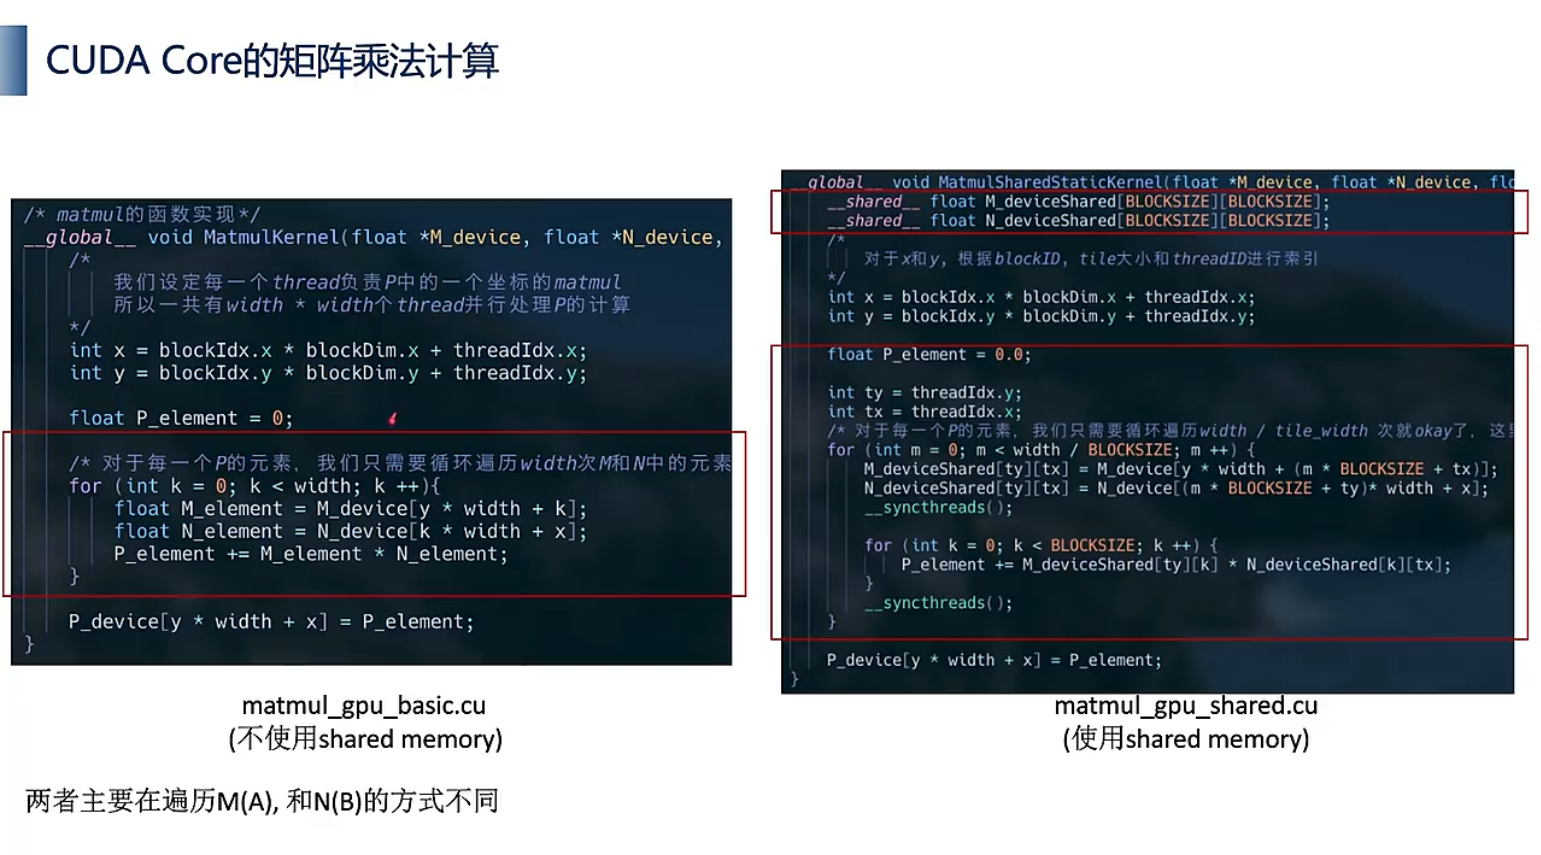 CUDA Core的矩阵乘法计算
/* matmul的函数实现*/
__global__ void MatmulKernel(float *M_device, float *N_device,
/*
我们设定每一个thread负责P中的一个坐标的matmul
所以一共有width * width个thread并行处理P的计算
*/
int x = blockIdx.x * blockDim.x + threadIdx.x;
int y = blockIdx.y * blockDim.y + threadIdx.y;
float P_element = 0;
/* 对于每一个P的元素, 我们只需要循环遍历width次M和N中的元素
for (int k = 0; k < width; k ++){
float M_element = M_device[y * width + k];
float N_element = N_device[k * width + x];
P_element += M_element * N_element;
}
P_device[y * width + x] = P_element;
}
matmul_gpu_basic.cu
(不使用shared memory)
__global__ void MatmulSharedStaticKernel(float *M_device, float *N_device, flo
__shared__ float M_deviceShared[BLOCKSIZE][BLOCKSIZE];
__shared__ float N_deviceShared[BLOCKSIZE][BLOCKSIZE];
/*
对于x和y, 根据blockID, tile大小和threadID进行索引
*/
int x = blockIdx.x * blockDim.x + threadIdx.x;
int y = blockIdx.y * blockDim.y + threadIdx.y;
float P_element = 0.0;
int ty = threadIdx.y;
int tx = threadIdx.x;
/* 对于每一个P的元素, 我们只需要循环遍历width / tile_width 次就okay了, 这里
for (int m = 0; m < width / BLOCKSIZE; m ++) {
M_deviceShared[ty][tx] = M_device[y * width + (m * BLOCKSIZE + tx)];
N_deviceShared[ty][tx] = N_device[(m * BLOCKSIZE + ty)* width + x];
__syncthreads();
for (int k = 0; k < BLOCKSIZE; k ++) {
P_element += M_deviceShared[ty][k] * N_deviceShared[k][tx];
}
__syncthreads();
}
P_device[y * width + x] = P_element;
}
matmul_gpu_shared.cu
(使用shared memory)
两者主要在遍历M(A), 和N(B)的方式不同